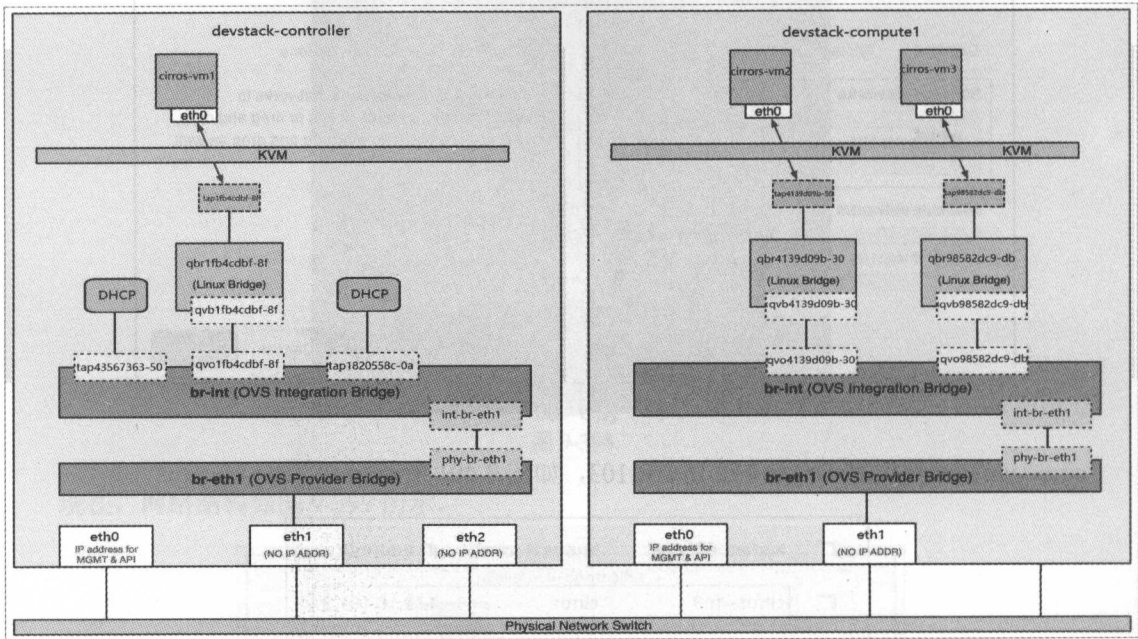 devstack-controller
cirros-vm1
eth0
KVM
tap1fb4cdbf-8f
qbr1fb4cdbf-8f
(Linux Bridge)
qvb1fb4cdbf-8f
DHCP
DHCP
tap43567363-50
qvo1fb4cdbf-8f
tap1820558c-0a
br-int (OVS Integration Bridge)
int-br-eth1
phy-br-eth1
br-eth1 (OVS Provider Bridge)
eth0
IP address for
MGMT & API
eth1
(NO IP ADDR)
eth2
(NO IP ADDR)
devstack-compute1
cirrors-vm2
cirros-vm3
eth0
eth0
KVM
KVM
tap4139d09b-30
tap98582dc9-db
qbr4139d09b-30
(Linux Bridge)
qvb4139d09b-30
qbr98582dc9-db
(Linux Bridge)
qvb98582dc9-db
qvo4139d09b-30
qvo98582dc9-db
br-int (OVS Integration Bridge)
int-br-eth1
phy-br-eth1
br-eth1 (OVS Provider Bridge)
eth0
IP address for
MGMT & API
eth1
(NO IP ADDR)
Physical Network Switch